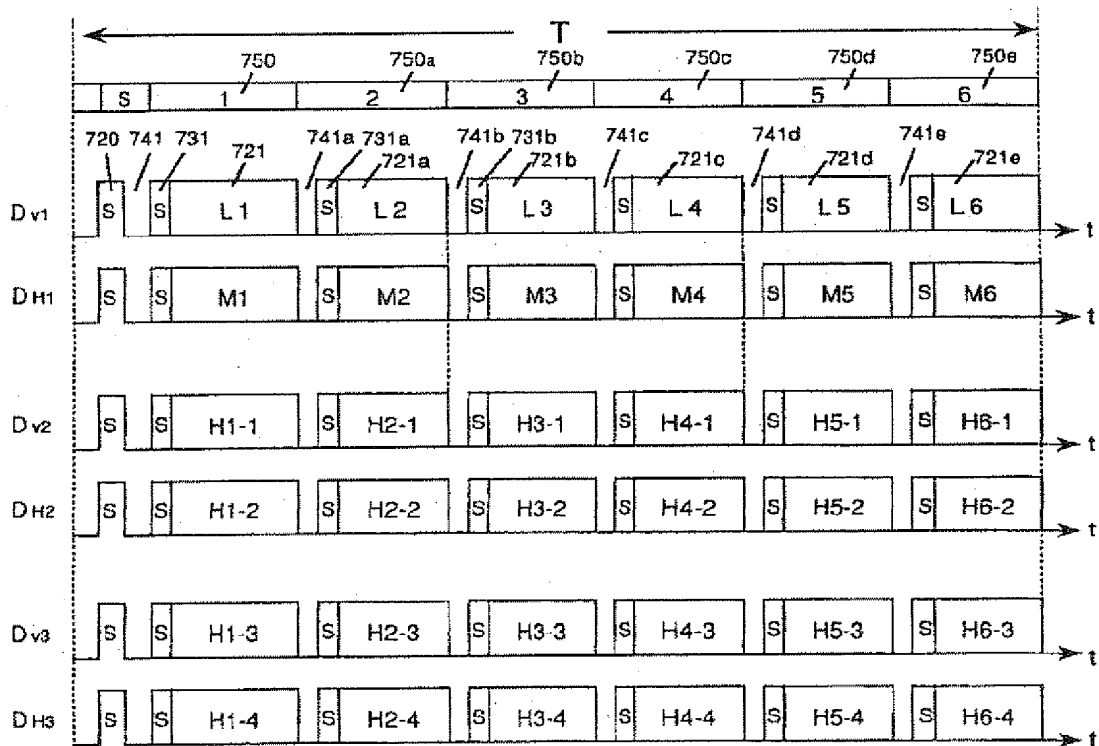 T
750 750a 750b 750c 750d 750e
S 1 2 3 4 5 6
720 741 731 721 741a 731a 721a 741b 731b 721b 741c 721c 741d 721d 741e 721e
Dv1 S S L1 S L2 S L3 S L4 S L5 S L6 t
DH1 S S M1 S M2 S M3 S M4 S M5 S M6 t
Dv2 S S H1-1 S H2-1 S H3-1 S H4-1 S H5-1 S H6-1 t
DH2 S S H1-2 S H2-2 S H3-2 S H4-2 S H5-2 S H6-2 t
Dv3 S S H1-3 S H2-3 S H3-3 S H4-3 S H5-3 S H6-3 t
DH3 S S H1-4 S H2-4 S H3-4 S H4-4 S H5-4 S H6-4 t